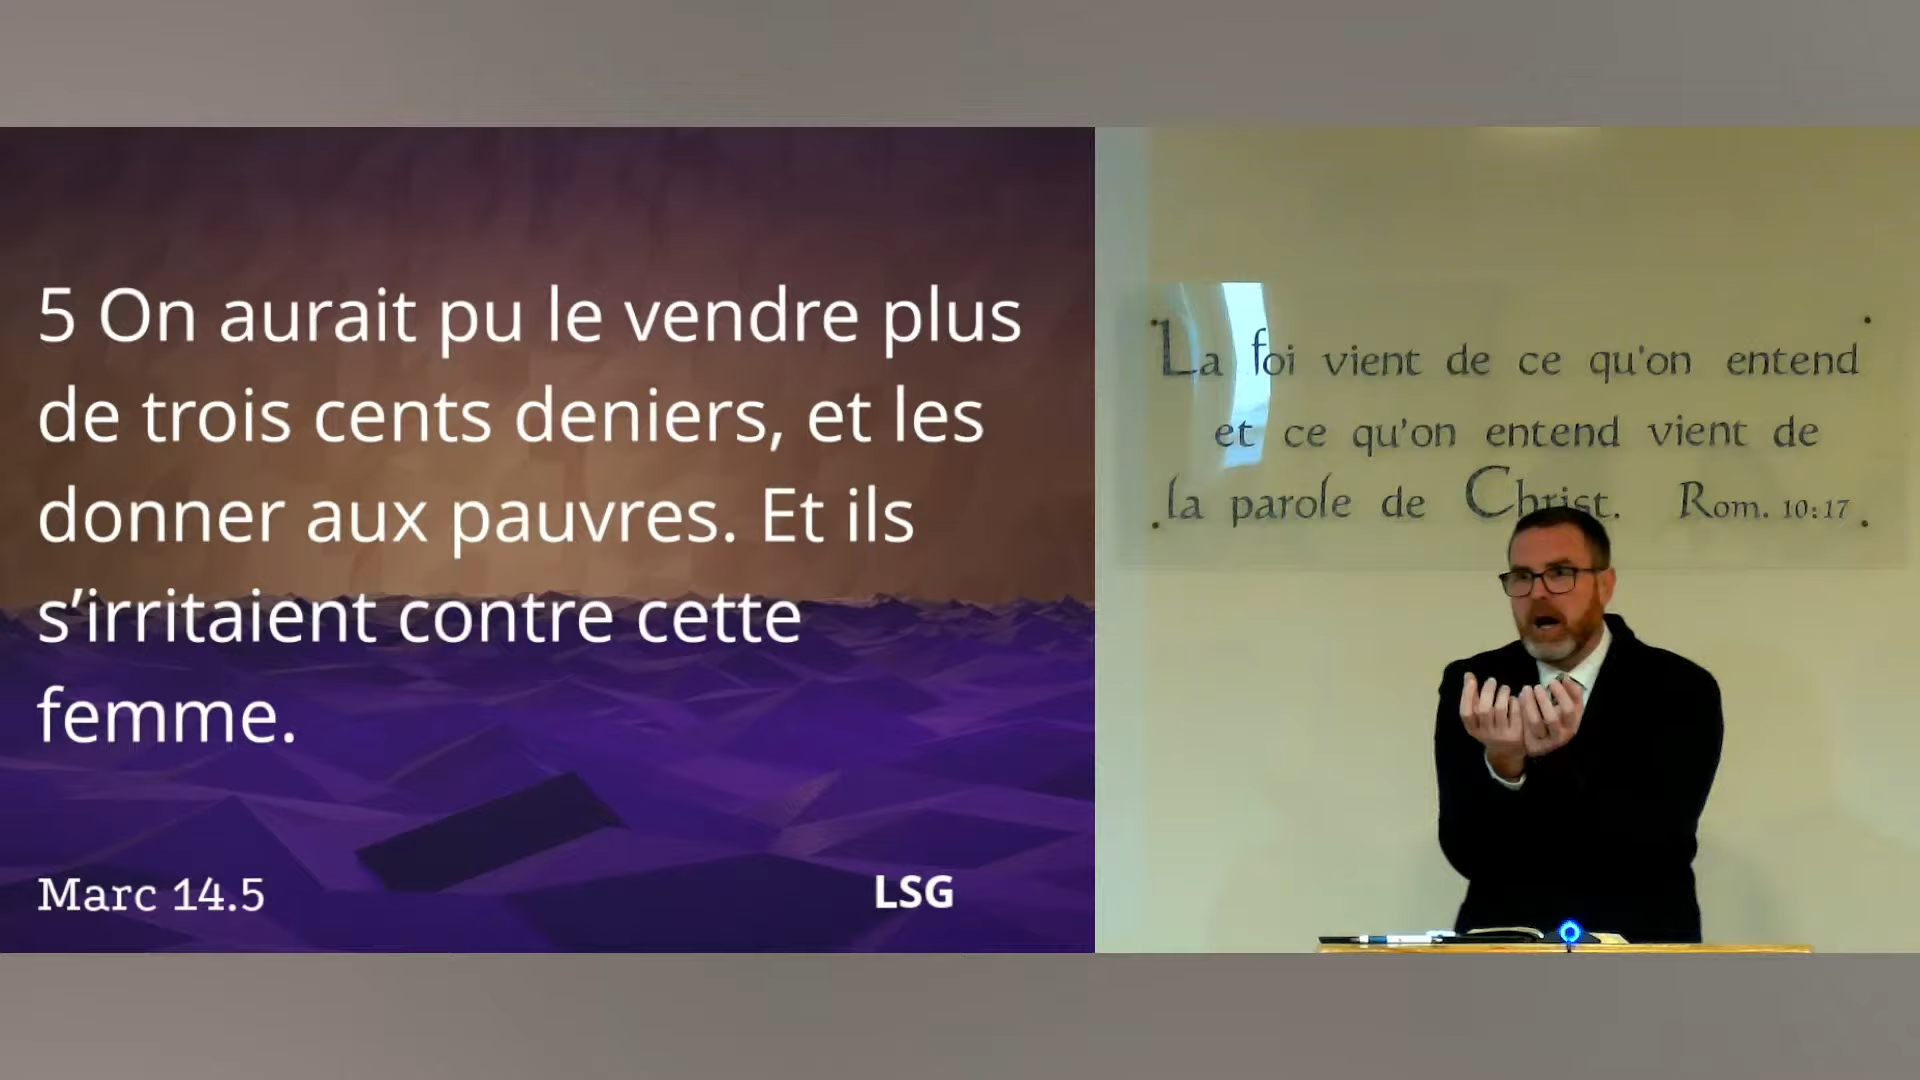 5 On aurait pu le vendre plus
de trois cents deniers, et les
donner aux pauvres. Et ils
s’irritaient contre cette
femme.
Marc 14.5
LSG
La foi vient de ce qu'on entend
et ce qu'on entend vient de
la parole de Christ. Rom. 10:17